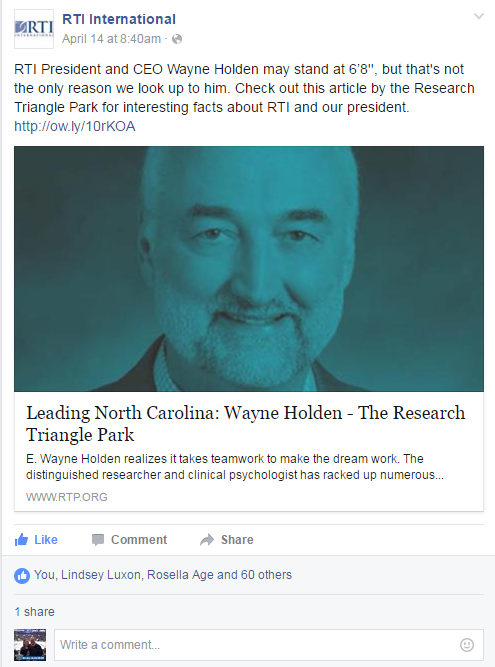 RTI
INTERNATIONAL
RTI International
April 14 at 8:40am ·
RTI President and CEO Wayne Holden may stand at 6'8", but that's not
the only reason we look up to him. Check out this article by the Research
Triangle Park for interesting facts about RTI and our president.
http://ow.ly/10rKOA
Leading North Carolina: Wayne Holden - The Research
Triangle Park
E. Wayne Holden realizes it takes teamwork to make the dream work. The
distinguished researcher and clinical psychologist has racked up numerous...
WWW.RTP.ORG
Like Comment Share
You, Lindsey Luxon, Rosella Age and 60 others
1 share
Write a comment...